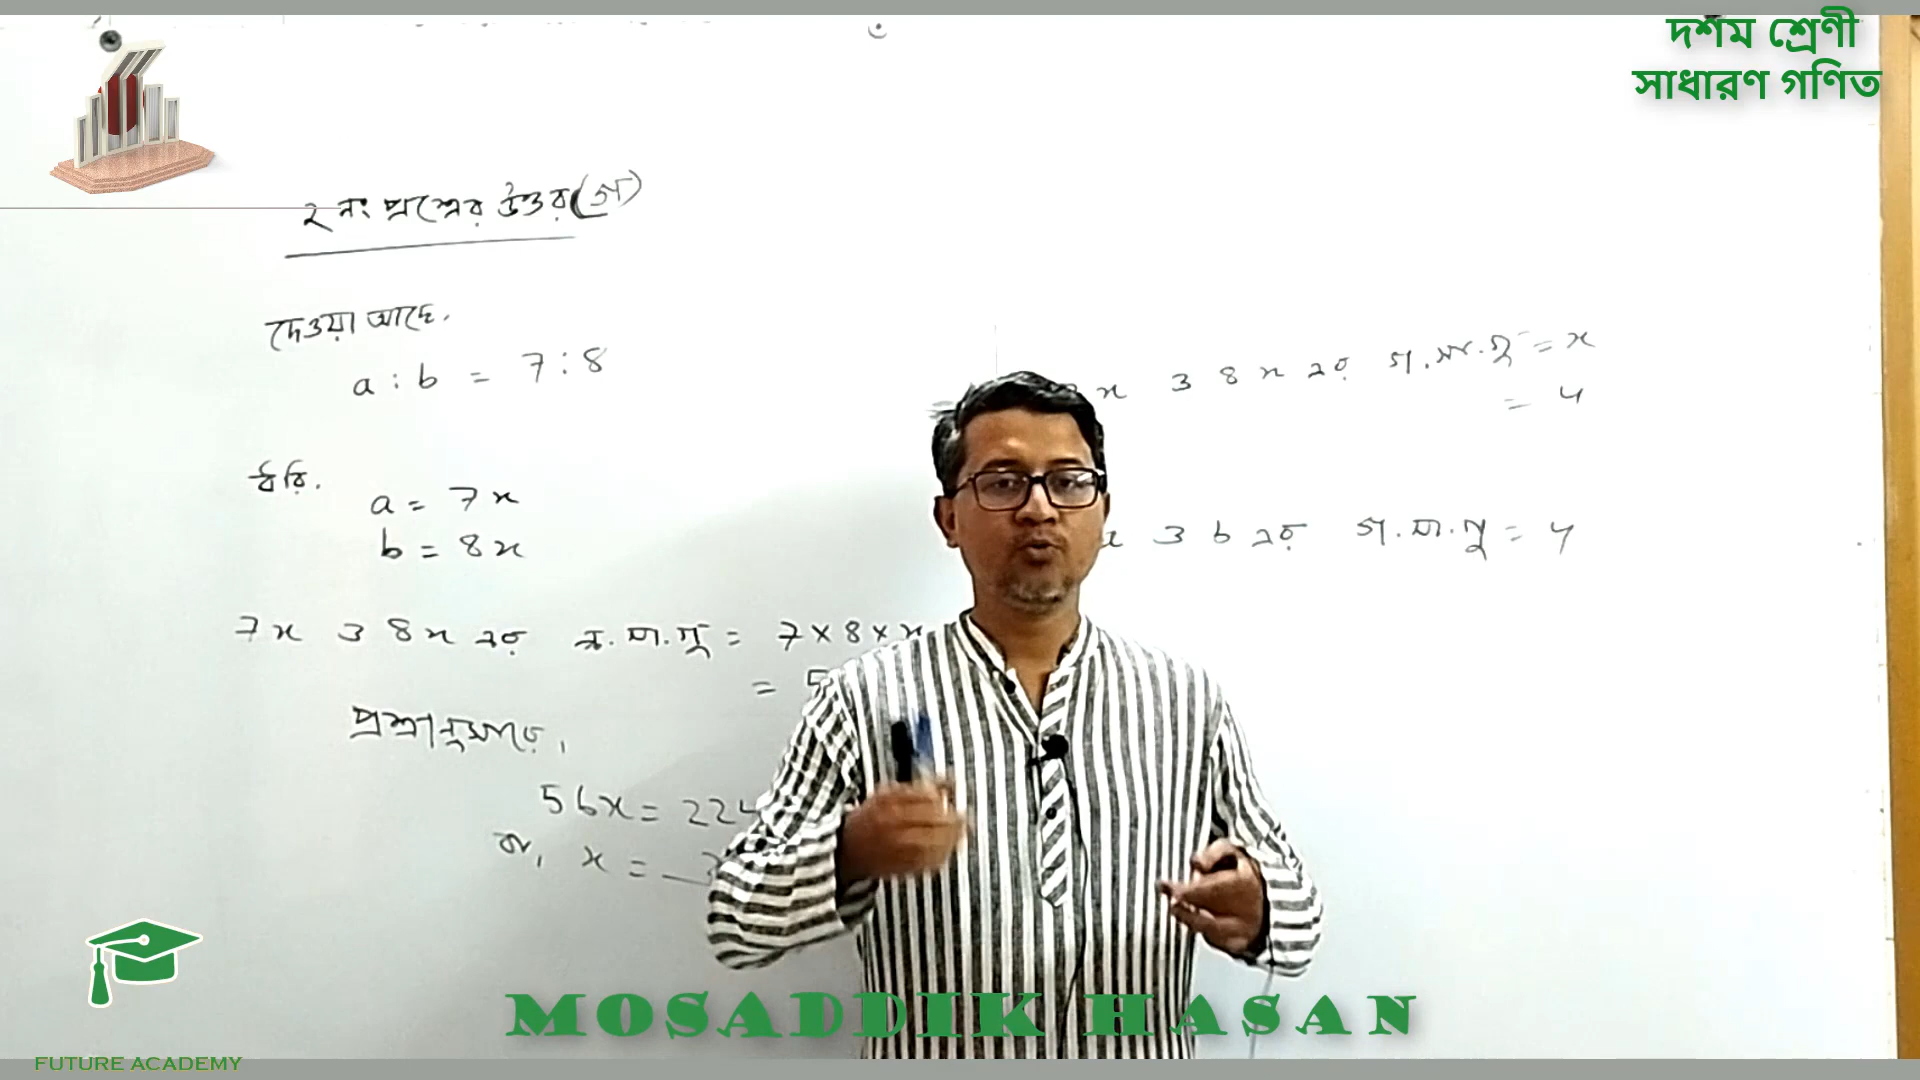 দশম শ্রেণী
সাধারণ গণিত
২ নং প্রশ্নের উত্তর (গ)
দেওয়া আছে,
a : b = 7 : 8
ধরি,
a = 7x
b = 8x
7x ও 8x এর ল.সা.গু = 7 × 8 × x
= 5
প্রশ্নানুসারে,
56x = 224
বা, x =
x ও 8x এর গ.সা.গু = x
= 4
ও b এর গ.সা.গু = 4
MOSADDIK HASAN
FUTURE ACADEMY